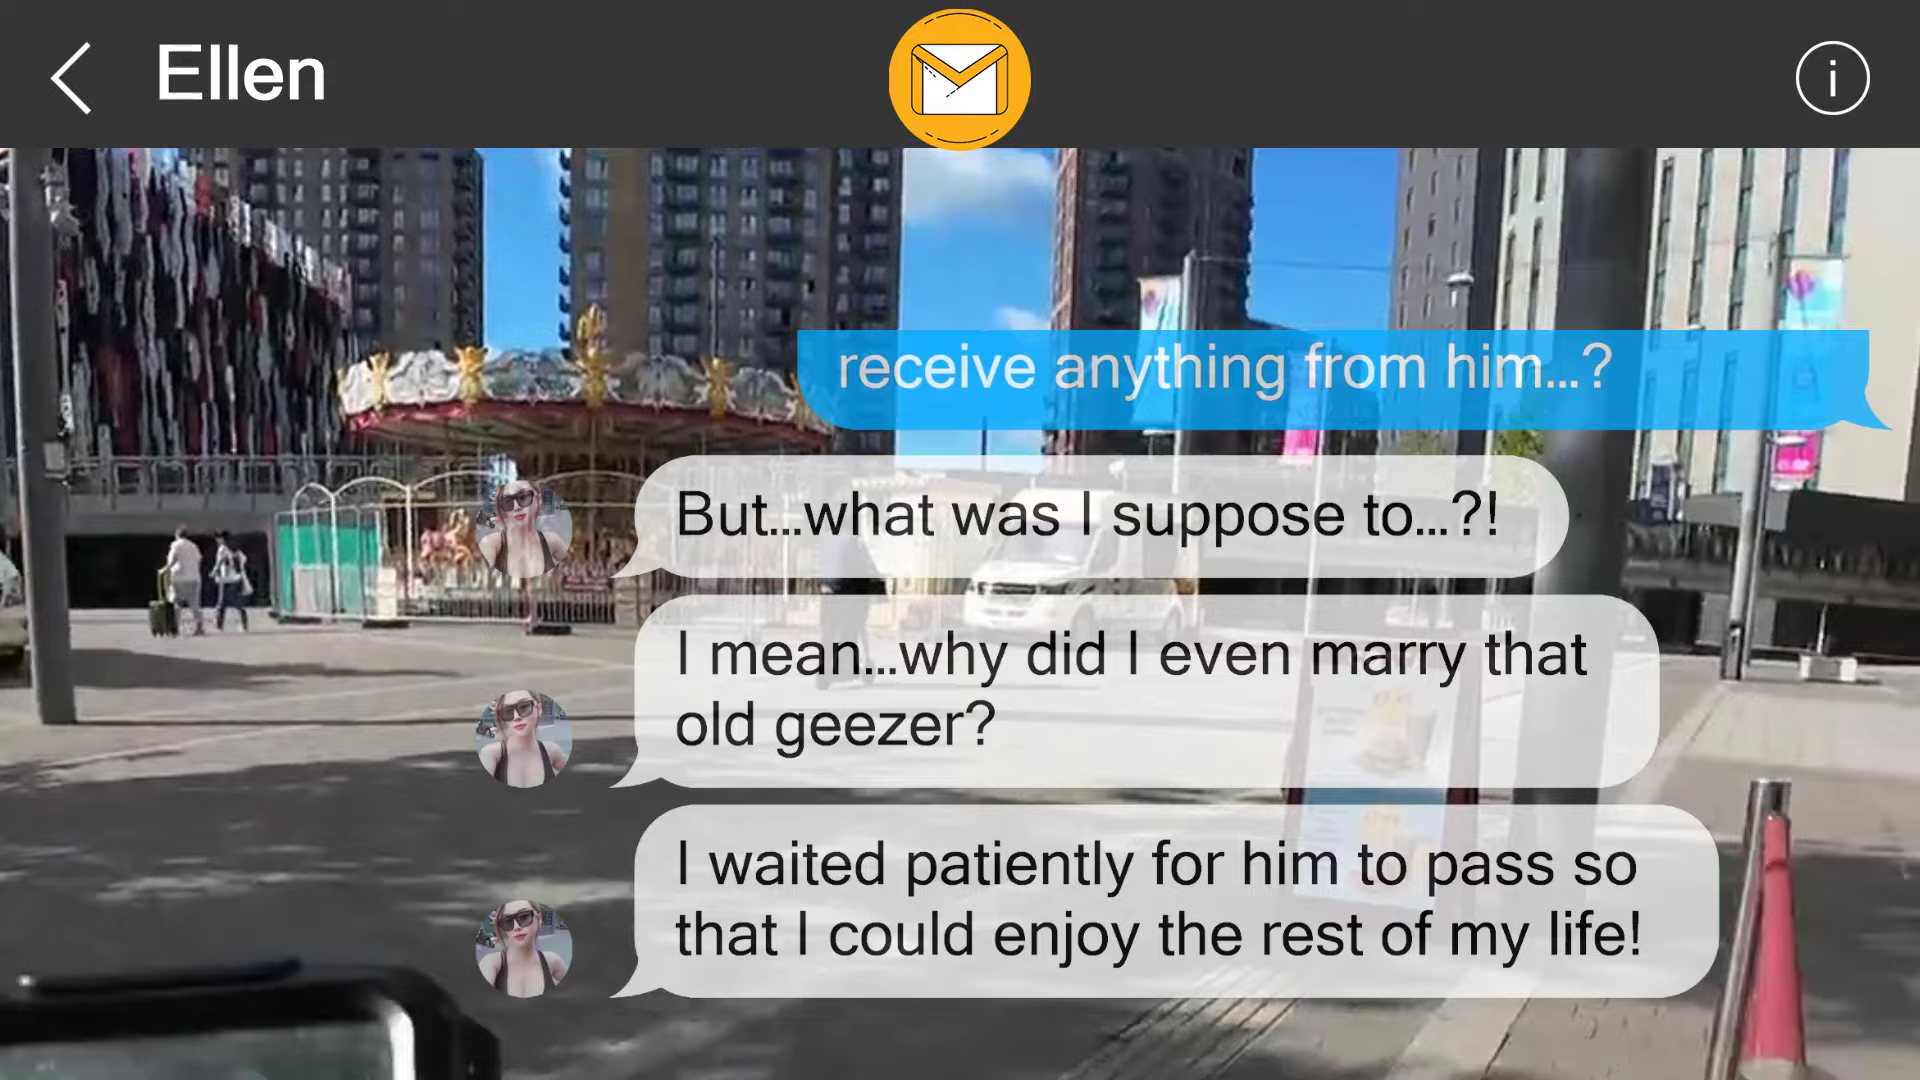 Ellen
receive anything from him...?
But...what was I suppose to...?!
I mean...why did I even marry that
old geezer?
I waited patiently for him to pass so
that I could enjoy the rest of my life!